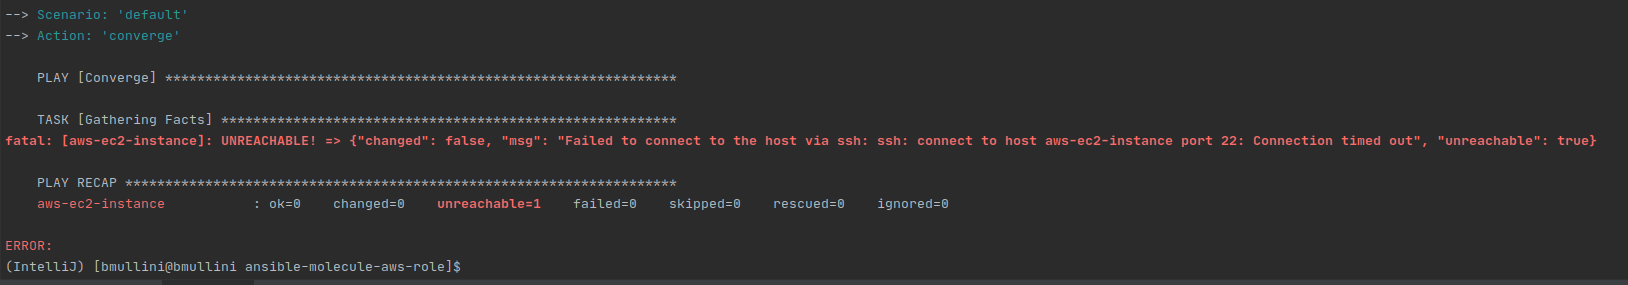 --> Scenario: 'default'
--> Action: 'converge'
PLAY [Converge] ****************************************************************
TASK [Gathering Facts] *********************************************************
fatal: [aws-ec2-instance]: UNREACHABLE! => {"changed": false, "msg": "Failed to connect to the host via ssh: ssh: connect to host aws-ec2-instance port 22: Connection timed out", "unreachable": true}
PLAY RECAP *********************************************************************
aws-ec2-instance           : ok=0    changed=0    unreachable=1    failed=0    skipped=0    rescued=0    ignored=0
ERROR:
(IntelliJ) [bmullini@bmullini ansible-molecule-aws-role]$